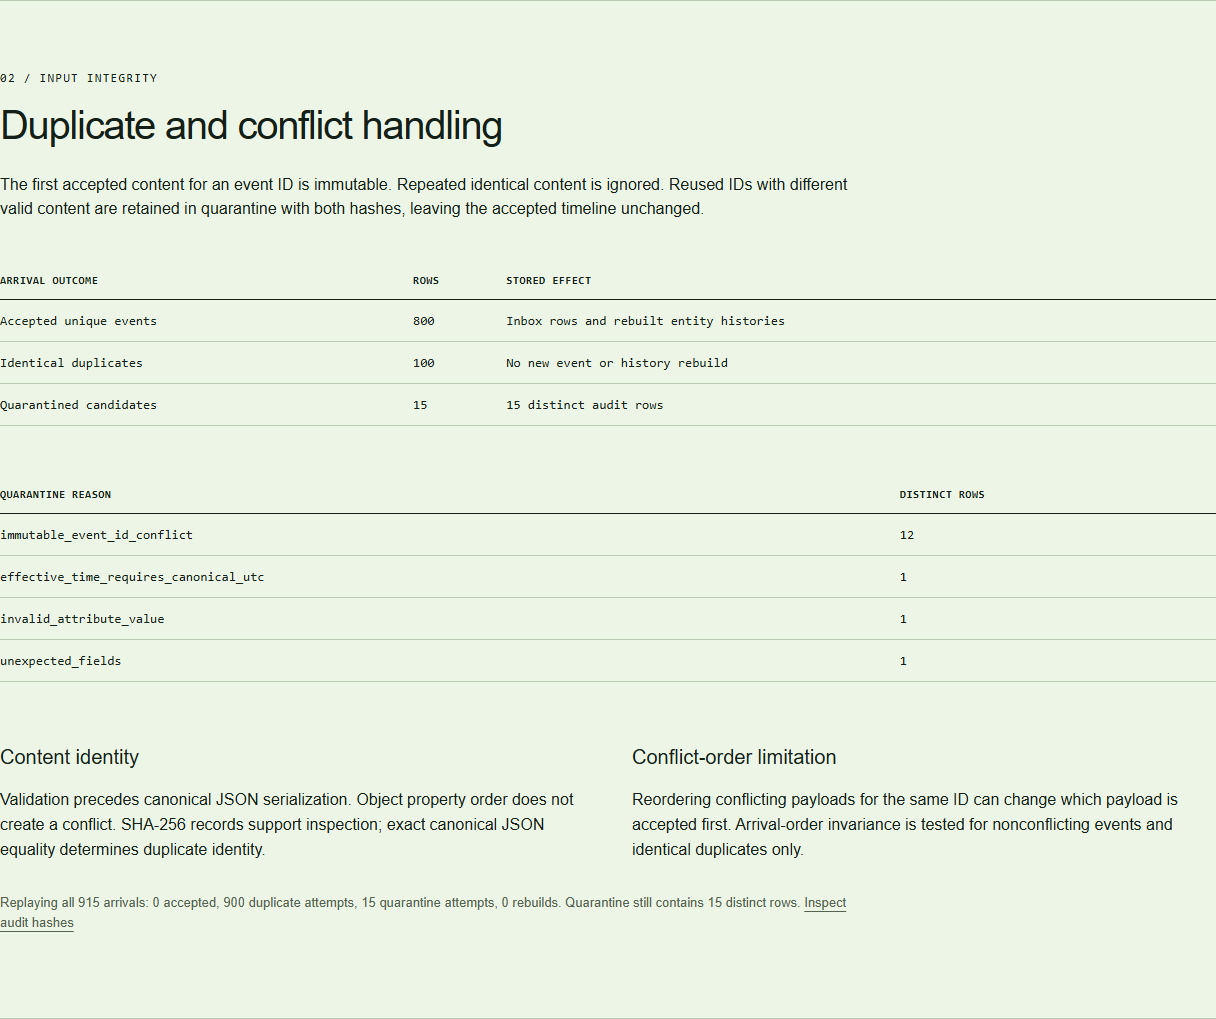 02 / INPUT INTEGRITY
Duplicate and conflict handling
The first accepted content for an event ID is immutable. Repeated identical content is ignored. Reused IDs with different
valid content are retained in quarantine with both hashes, leaving the accepted timeline unchanged.
ARRIVAL OUTCOME ROWS STORED EFFECT
Accepted unique events 800 Inbox rows and rebuilt entity histories
Identical duplicates 100 No new event or history rebuild
Quarantined candidates 15 15 distinct audit rows
QUARANTINE REASON DISTINCT ROWS
immutable_event_id_conflict 12
effective_time_requires_canonical_utc 1
invalid_attribute_value 1
unexpected_fields 1
Content identity
Validation precedes canonical JSON serialization. Object property order does not
create a conflict. SHA-256 records support inspection; exact canonical JSON
equality determines duplicate identity.
Conflict-order limitation
Reordering conflicting payloads for the same ID can change which payload is
accepted first. Arrival-order invariance is tested for nonconflicting events and
identical duplicates only.
Replaying all 915 arrivals: 0 accepted, 900 duplicate attempts, 15 quarantine attempts, 0 rebuilds. Quarantine still contains 15 distinct rows. Inspect
audit hashes